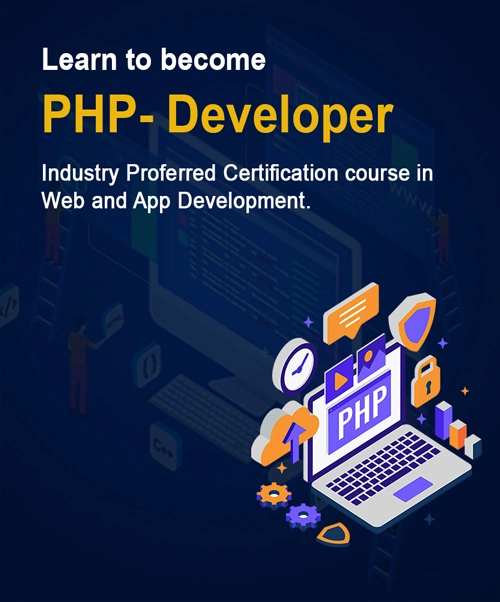 Learn to become
PHP- Developer
Industry Proferred Certification course in
Web and App Development.
</>
{}
C++
PHP